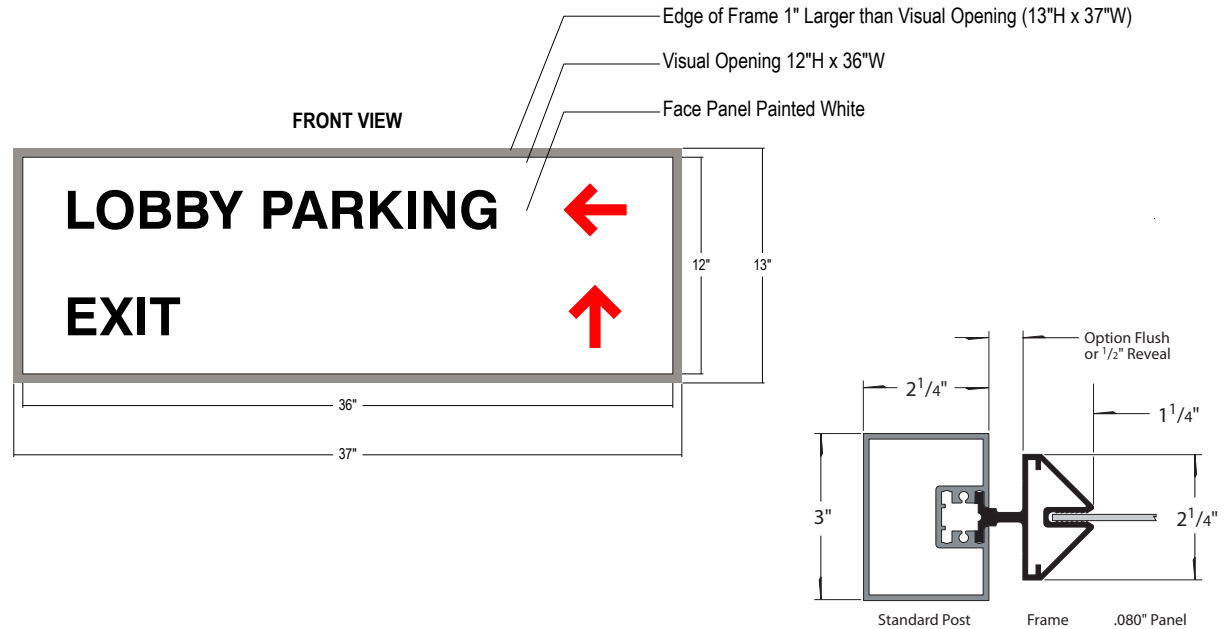 Edge of Frame 1" Larger than Visual Opening (13"H x 37"W)
Visual Opening 12"H x 36"W
Face Panel Painted White
FRONT VIEW
LOBBY PARKING
EXIT
12"
13"
36"
37"
Option Flush
or 1/2" Reveal
2 1/4"
1 1/4"
3"
2 1/4"
Standard Post
Frame
.080" Panel